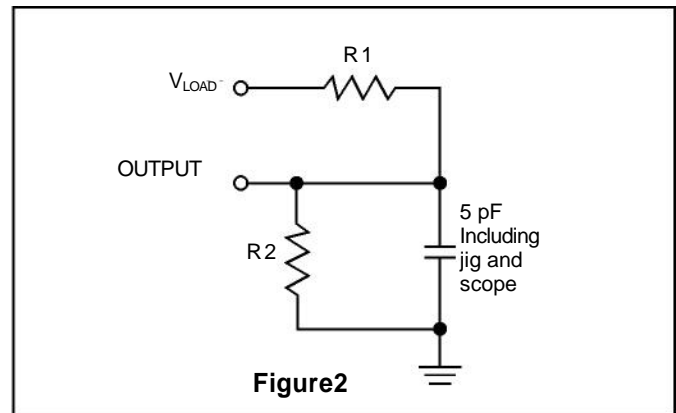 R1
VLOAD
OUTPUT
5 pF
Including
jig and
scope
R2
Figure2